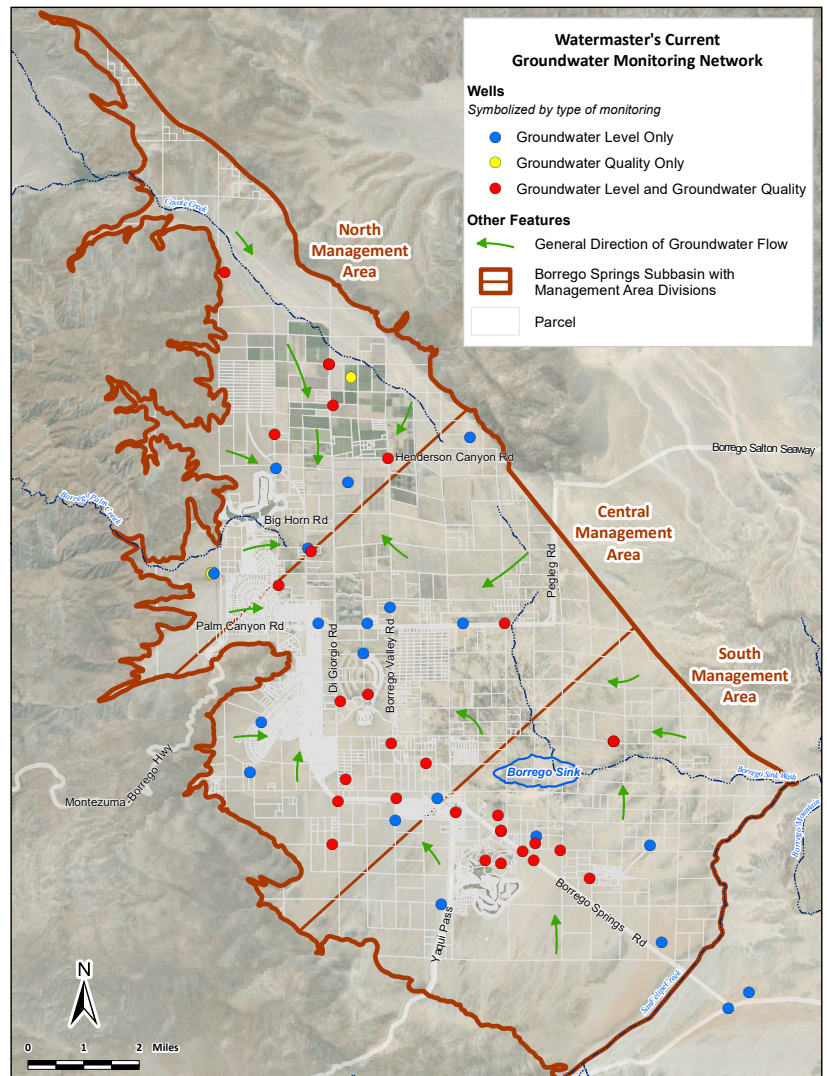 Watermaster's Current
Groundwater Monitoring Network
Wells
Symbolized by type of monitoring
Groundwater Level Only
Groundwater Quality Only
Groundwater Level and Groundwater Quality
Other Features
General Direction of Groundwater Flow
Borrego Springs Subbasin with
Management Area Divisions
Parcel
Coyote Creek
North
Management
Area
Henderson Canyon Rd
Borrego Salton Seaway
Borrego Palm Creek
Big Horn Rd
Central
Management
Area
Pegleg Rd
Palm Canyon Rd
Di Giorgio Rd
Borrego Valley Rd
South
Management
Area
Montezuma-Borrego Hwy
Borrego Sink
Borrego Sink Wash
Borrego Mountain
Borrego Springs Rd
Yaqui Pass
San Felipe Creek
N
0 1 2 Miles